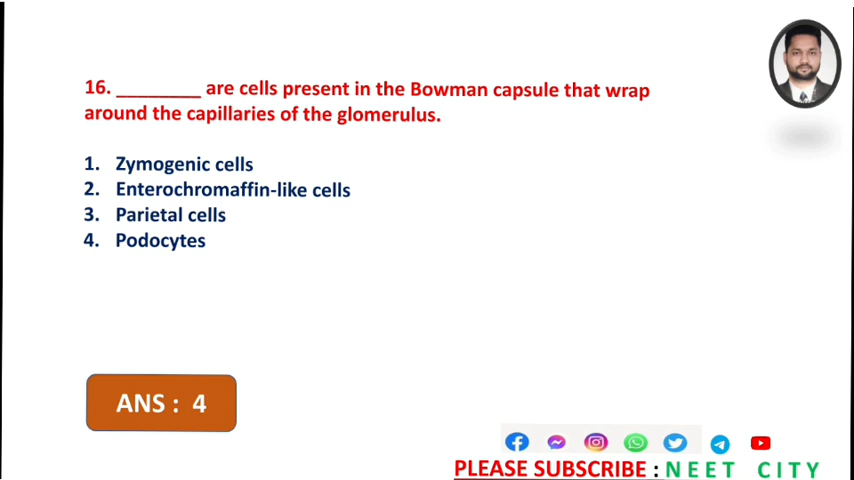 16. ________ are cells present in the Bowman capsule that wrap
around the capillaries of the glomerulus.
1. Zymogenic cells
2. Enterochromaffin-like cells
3. Parietal cells
4. Podocytes
ANS : 4
PLEASE SUBSCRIBE : NEET CITY